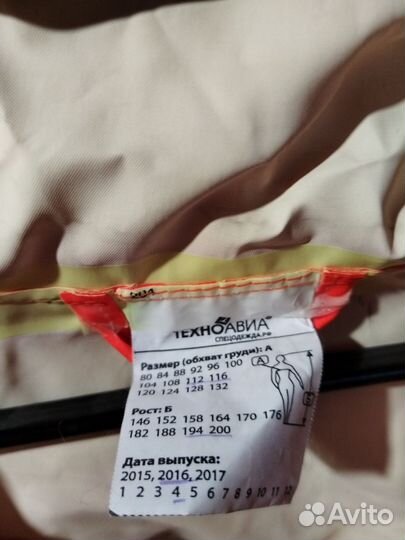 ТЕХНОАВИА®
СПЕЦОДЕЖДА.РФ
Размер (обхват груди): А
80 84 88 92 96 100
104 108 112 116
120 124 128 132
А
Рост: Б
146 152 158 164 170 176
182 188 194 200
Б
Дата выпуска:
2015, 2016, 2017
1 2 3 4 5 6 7 8 9 10 11 12
Avito